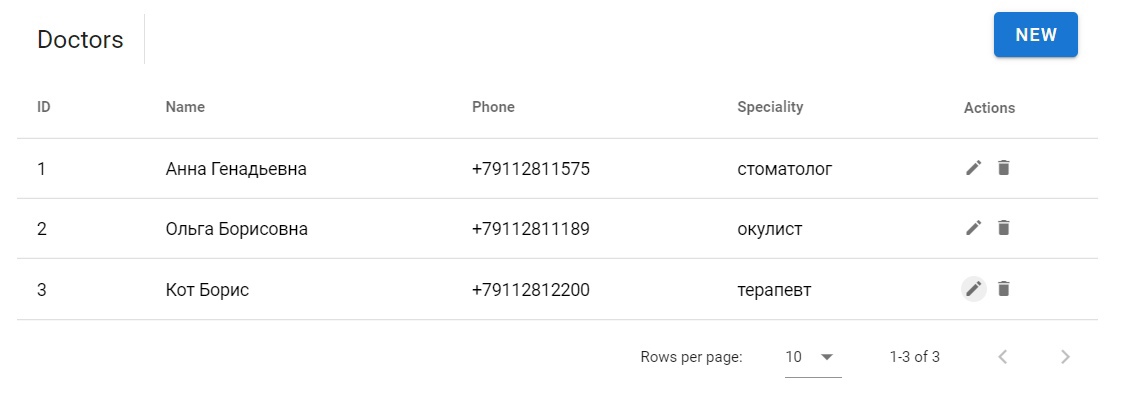 Doctors NEW
ID Name Phone Speciality Actions
1 Анна Генадьевна +79112811575 стоматолог
2 Ольга Борисовна +79112811189 окулист
3 Кот Борис +79112812200 терапевт
Rows per page: 10 1-3 of 3